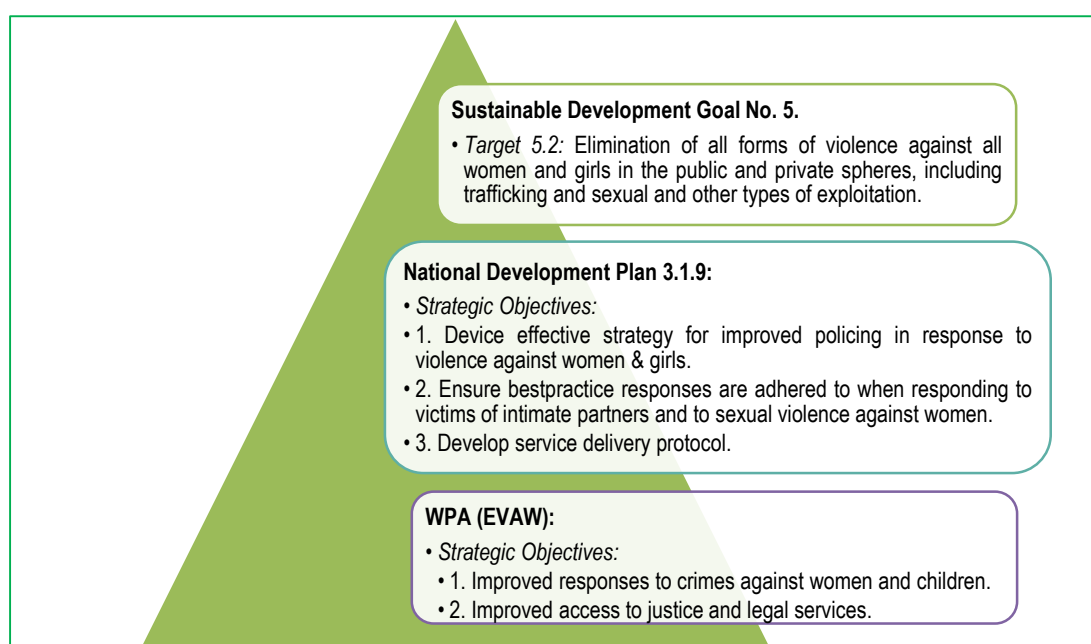 Sustainable Development Goal No. 5.
• Target 5.2: Elimination of all forms of violence against all
women and girls in the public and private spheres, including
trafficking and sexual and other types of exploitation.
National Development Plan 3.1.9:
• Strategic Objectives:
• 1. Device effective strategy for improved policing in response to
violence against women & girls.
• 2. Ensure bestpractice responses are adhered to when responding to
victims of intimate partners and to sexual violence against women.
• 3. Develop service delivery protocol.
WPA (EVAW):
• Strategic Objectives:
• 1. Improved responses to crimes against women and children.
• 2. Improved access to justice and legal services.